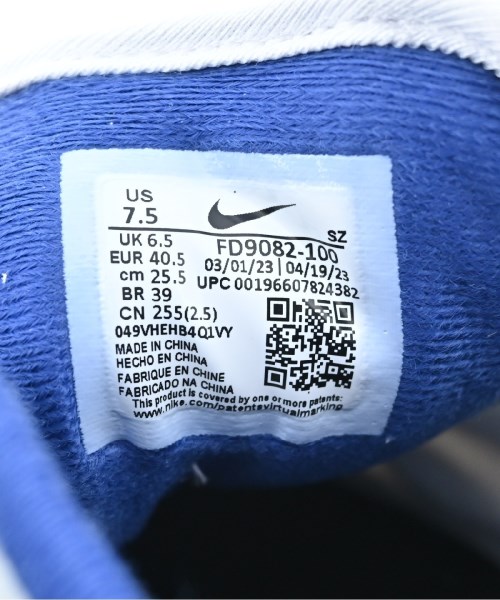 US
7.5
SZ
UK 6.5
FD9082-100
EUR 40.5
03/01/23 | 04/19/23
cm 25.5
UPC 00196607824382
BR 39
CN 255(2.5)
049VHEHB4Q1VY
MADE IN CHINA
HECHO EN CHINA
FABRIQUE EN CHINE
FABRICADO NA CHINA
This product is covered by one or more patents:
www.nike.com/patentsvirtualmarking